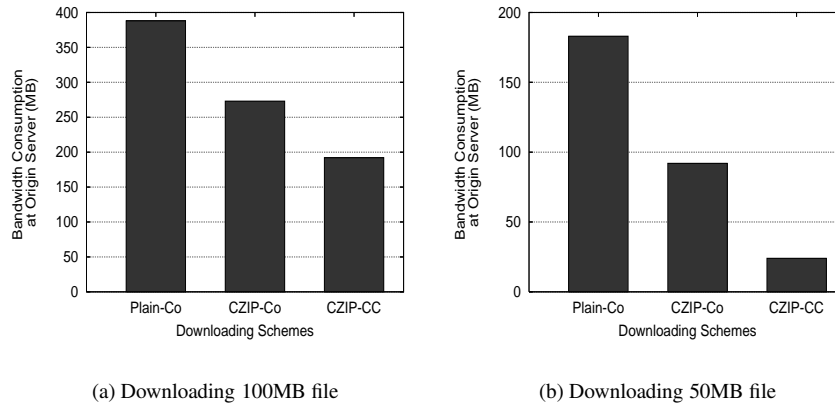 400
350
300
250
200
150
100
50
0
Bandwidth Consumption
at Origin Server (MB)
Plain-Co CZIP-Co CZIP-CC
Downloading Schemes
(a) Downloading 100MB file
200
150
100
50
0
Bandwidth Consumption
at Origin Server (MB)
Plain-Co CZIP-Co CZIP-CC
Downloading Schemes
(b) Downloading 50MB file